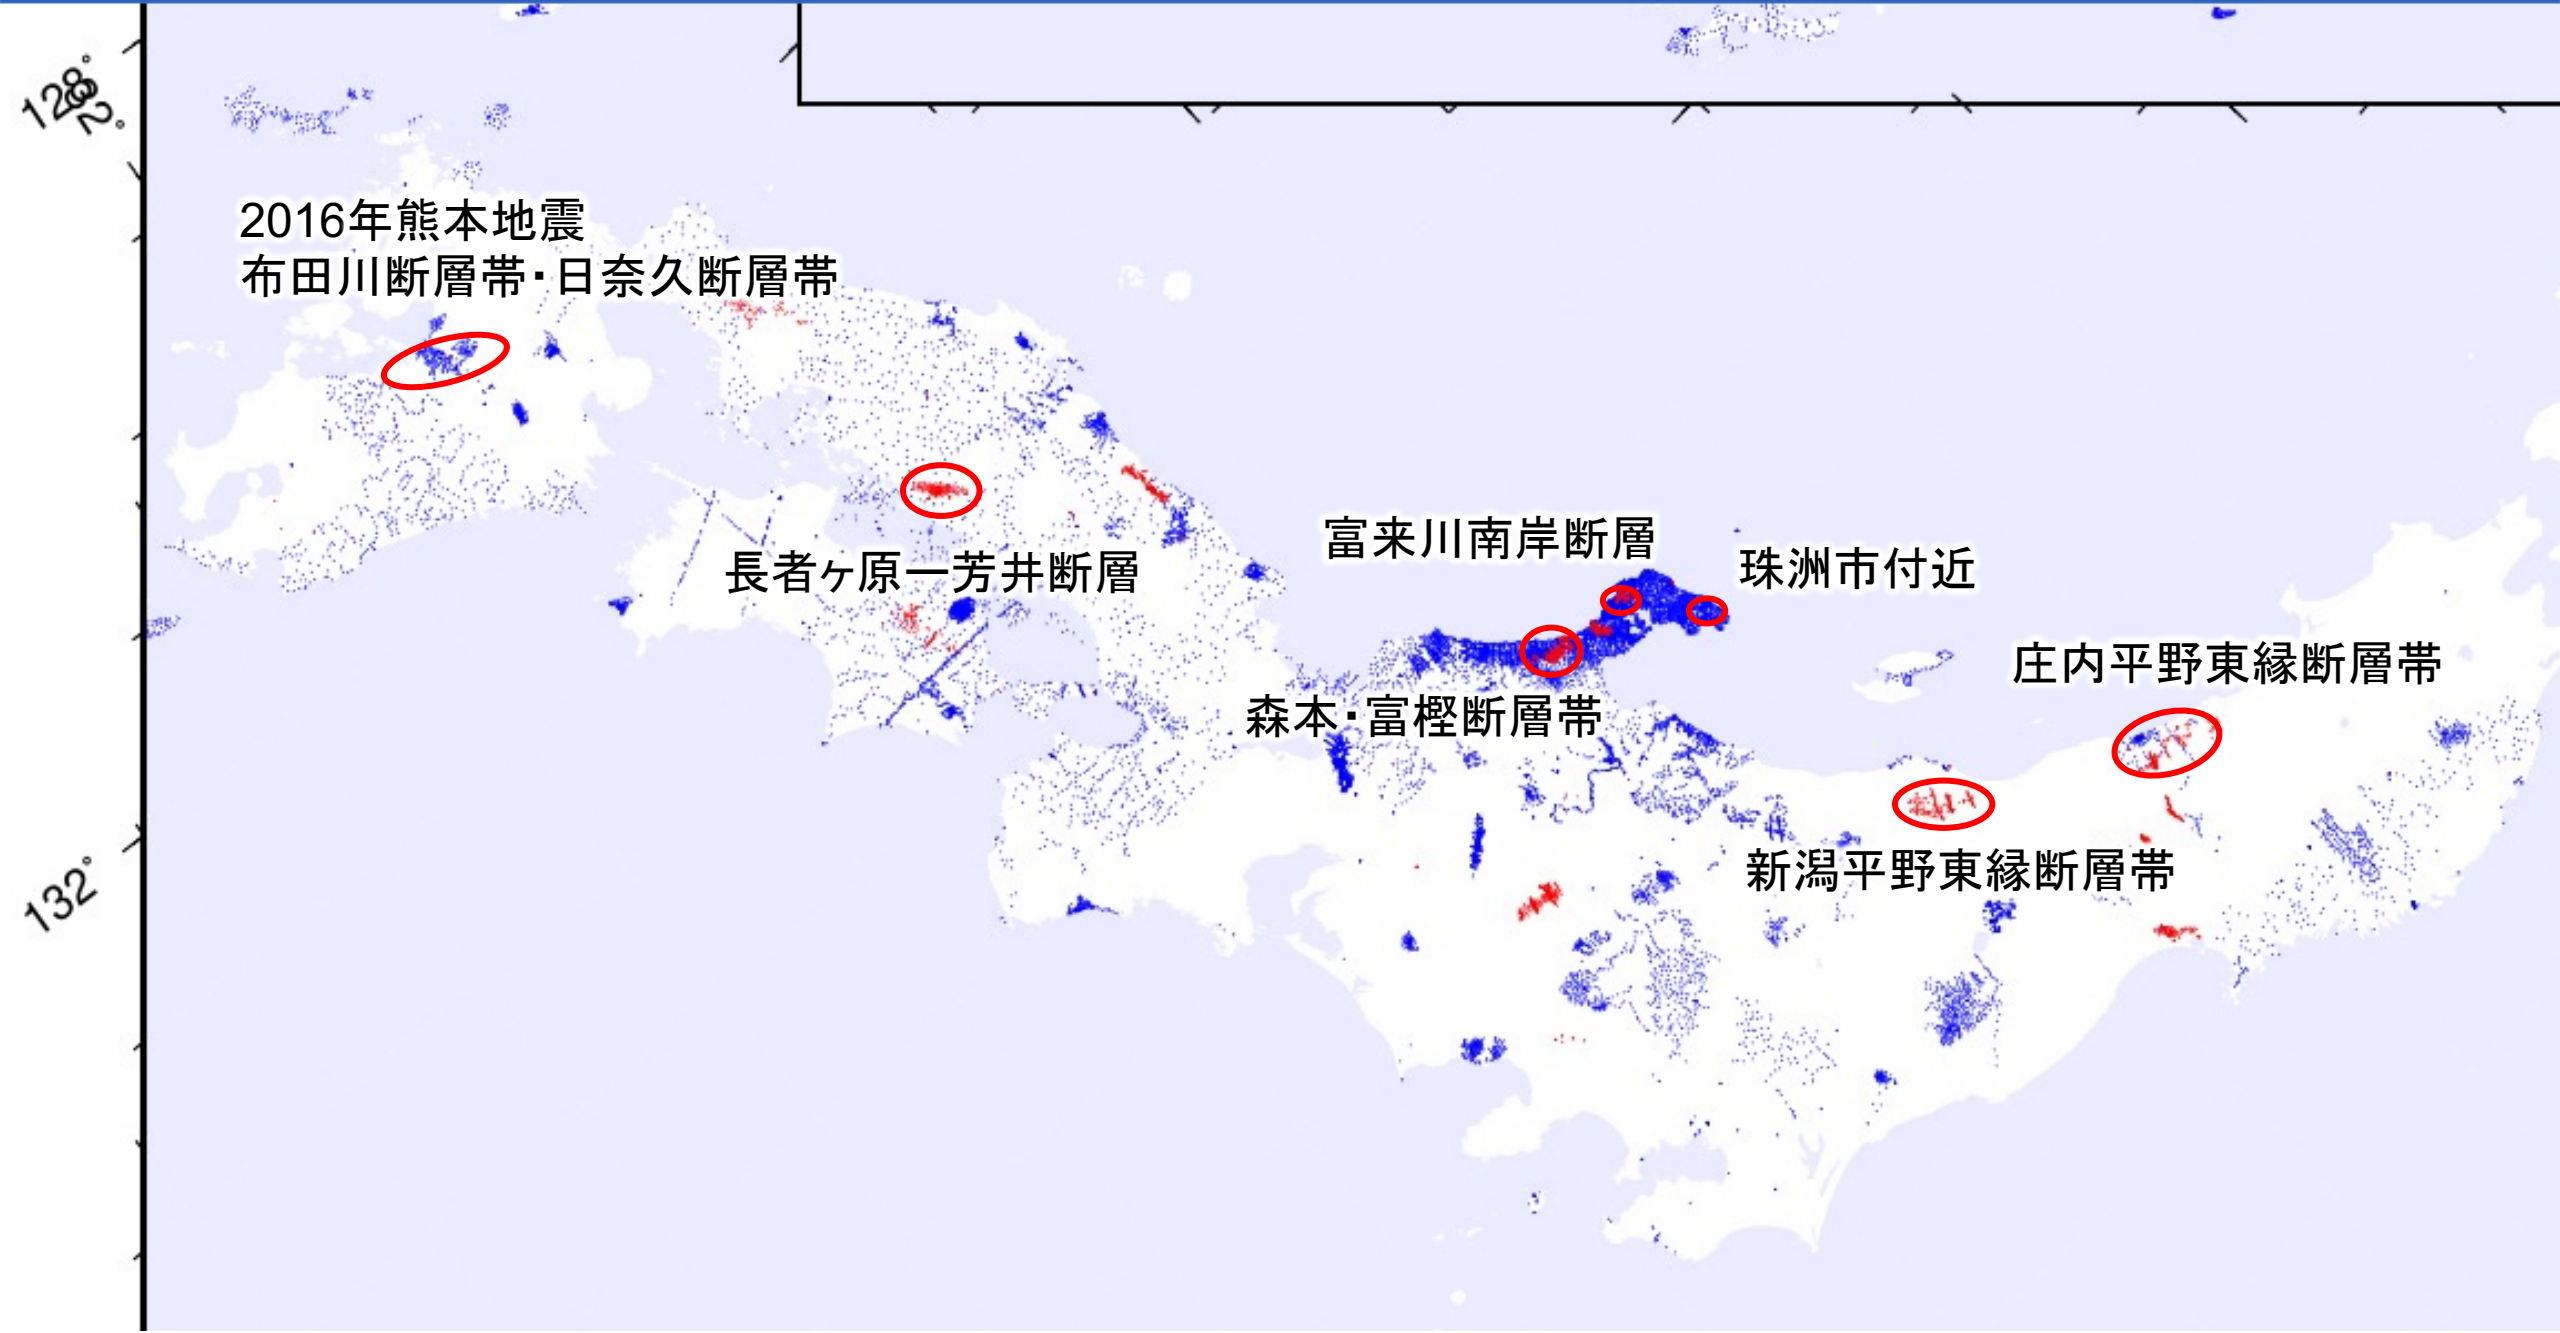 128°
2016年熊本地震
布田川断層帯・日奈久断層帯
富来川南岸断層
珠洲市付近
長者ヶ原―芳井断層
庄内平野東縁断層帯
森本・富樫断層帯
新潟平野東縁断層帯
132°